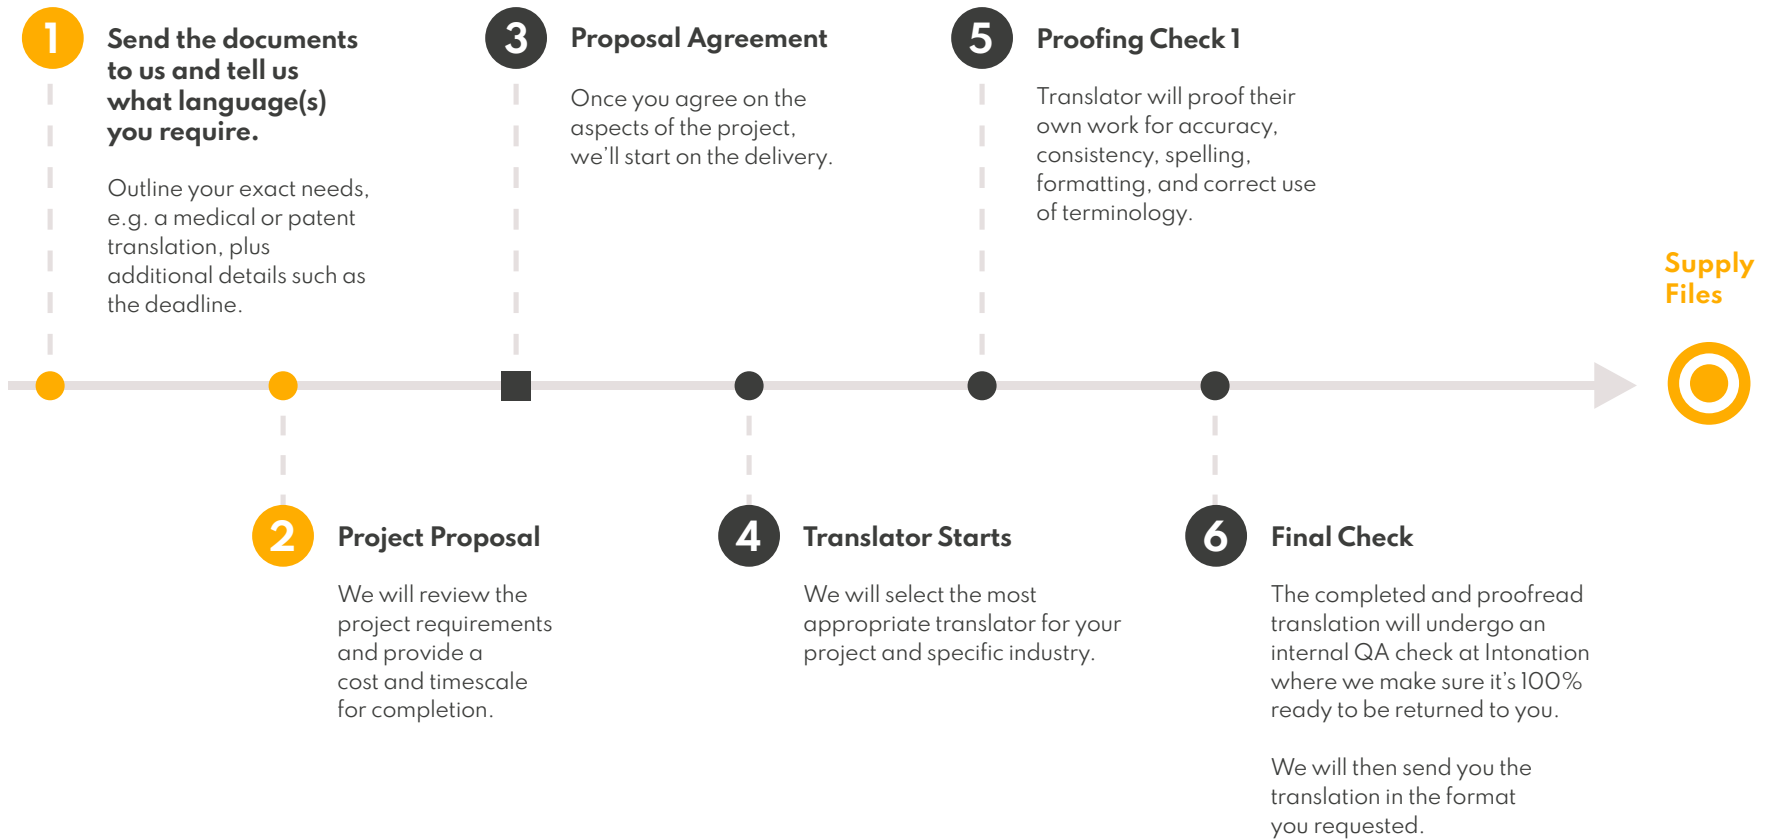 1
Send the documents
to us and tell us
what language(s)
you require.
Outline your exact needs,
e.g. a medical or patent
translation, plus
additional details such as
the deadline.
2
Project Proposal
We will review the
project requirements
and provide a
cost and timescale
for completion.
3
Proposal Agreement
Once you agree on the
aspects of the project,
we’ll start on the delivery.
4
Translator Starts
We will select the most
appropriate translator for your
project and specific industry.
5
Proofing Check 1
Translator will proof their
own work for accuracy,
consistency, spelling,
formatting, and correct use
of terminology.
6
Final Check
The completed and proofread
translation will undergo an
internal QA check at Intonation
where we make sure it’s 100%
ready to be returned to you.
We will then send you the
translation in the format
you requested.
Supply
Files